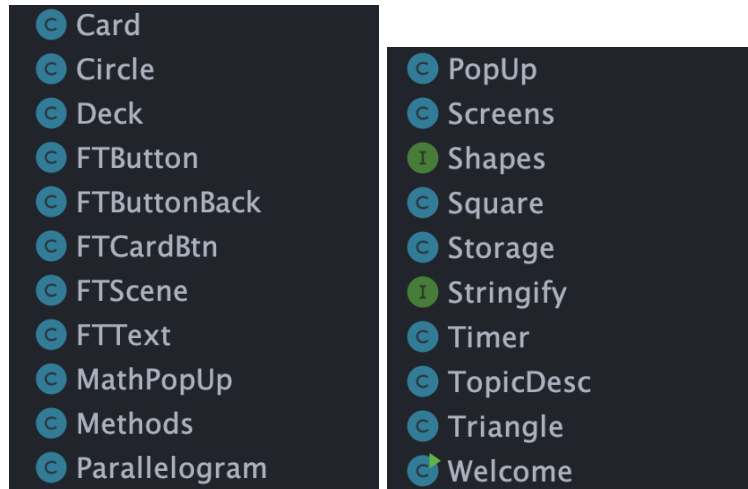 Card
Circle
Deck
FTButton
FTButtonBack
FTCardBtn
FTScene
FTText
MathPopUp
Methods
Parallelogram
PopUp
Screens
Shapes
Square
Storage
Stringify
Timer
TopicDesc
Triangle
Welcome